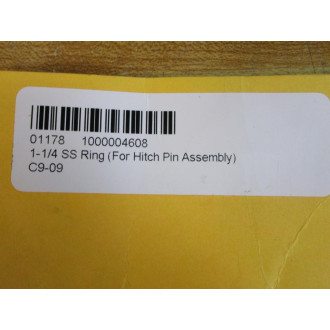 01178 1000004608
1-1/4 SS Ring (For Hitch Pin Assembly)
C9-09